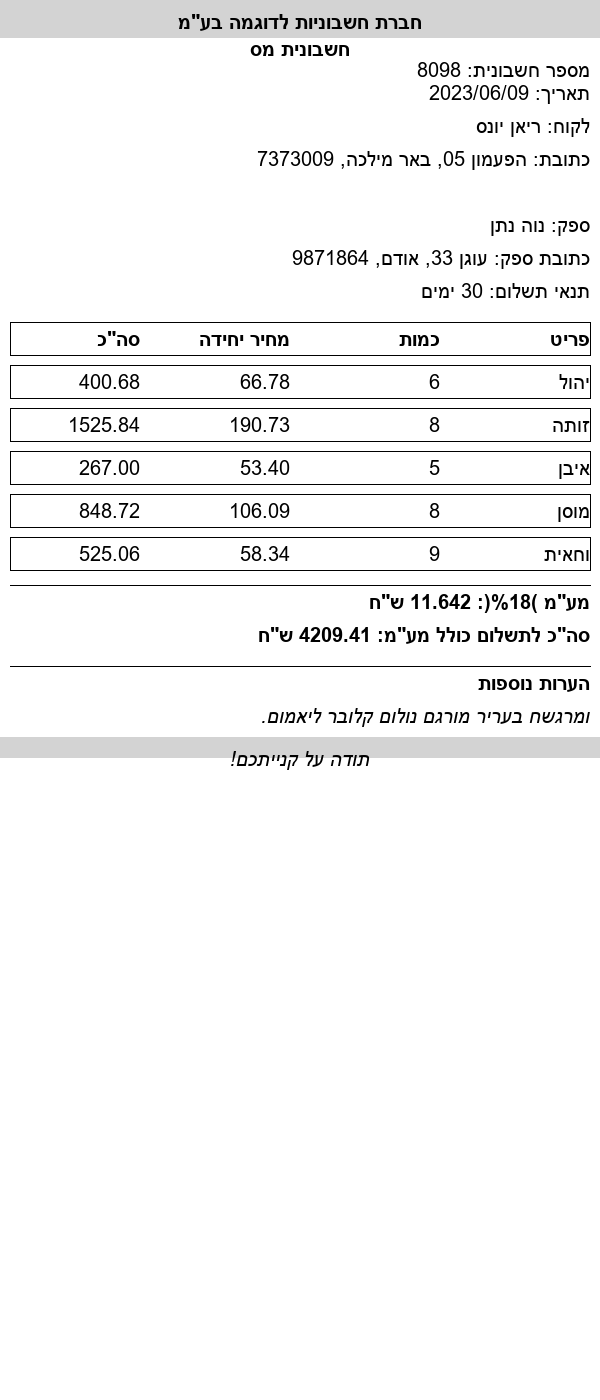 חברת חשבוניות לדוגמה בע"מ
חשבונית מס
מספר חשבונית: 8098
תאריך: 2023/06/09
לקוח: ריאן יונס
כתובת: הפעמון 05, באר מילכה, 7373009
ספק: נוה נתן
כתובת ספק: עוגן 33, אודם, 9871864
תנאי תשלום: 30 ימים
פריט כמות מחיר יחידה סה"כ
יהול 6 66.78 400.68
זותה 8 190.73 1525.84
איבן 5 53.40 267.00
מוסן 8 106.09 848.72
וחאית 9 58.34 525.06
מע"מ )18%(: 11.642 ש"ח
סה"כ לתשלום כולל מע"מ: 4209.41 ש"ח
הערות נוספות
ומרגשח בעריר מורגם נולום קלובר ליאמום.
תודה על קנייתכם!